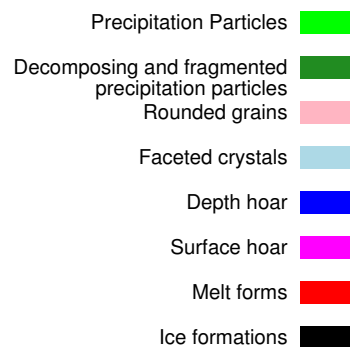 Precipitation Particles
Decomposing and fragmented
precipitation particles
Rounded grains
Faceted crystals
Depth hoar
Surface hoar
Melt forms
Ice formations